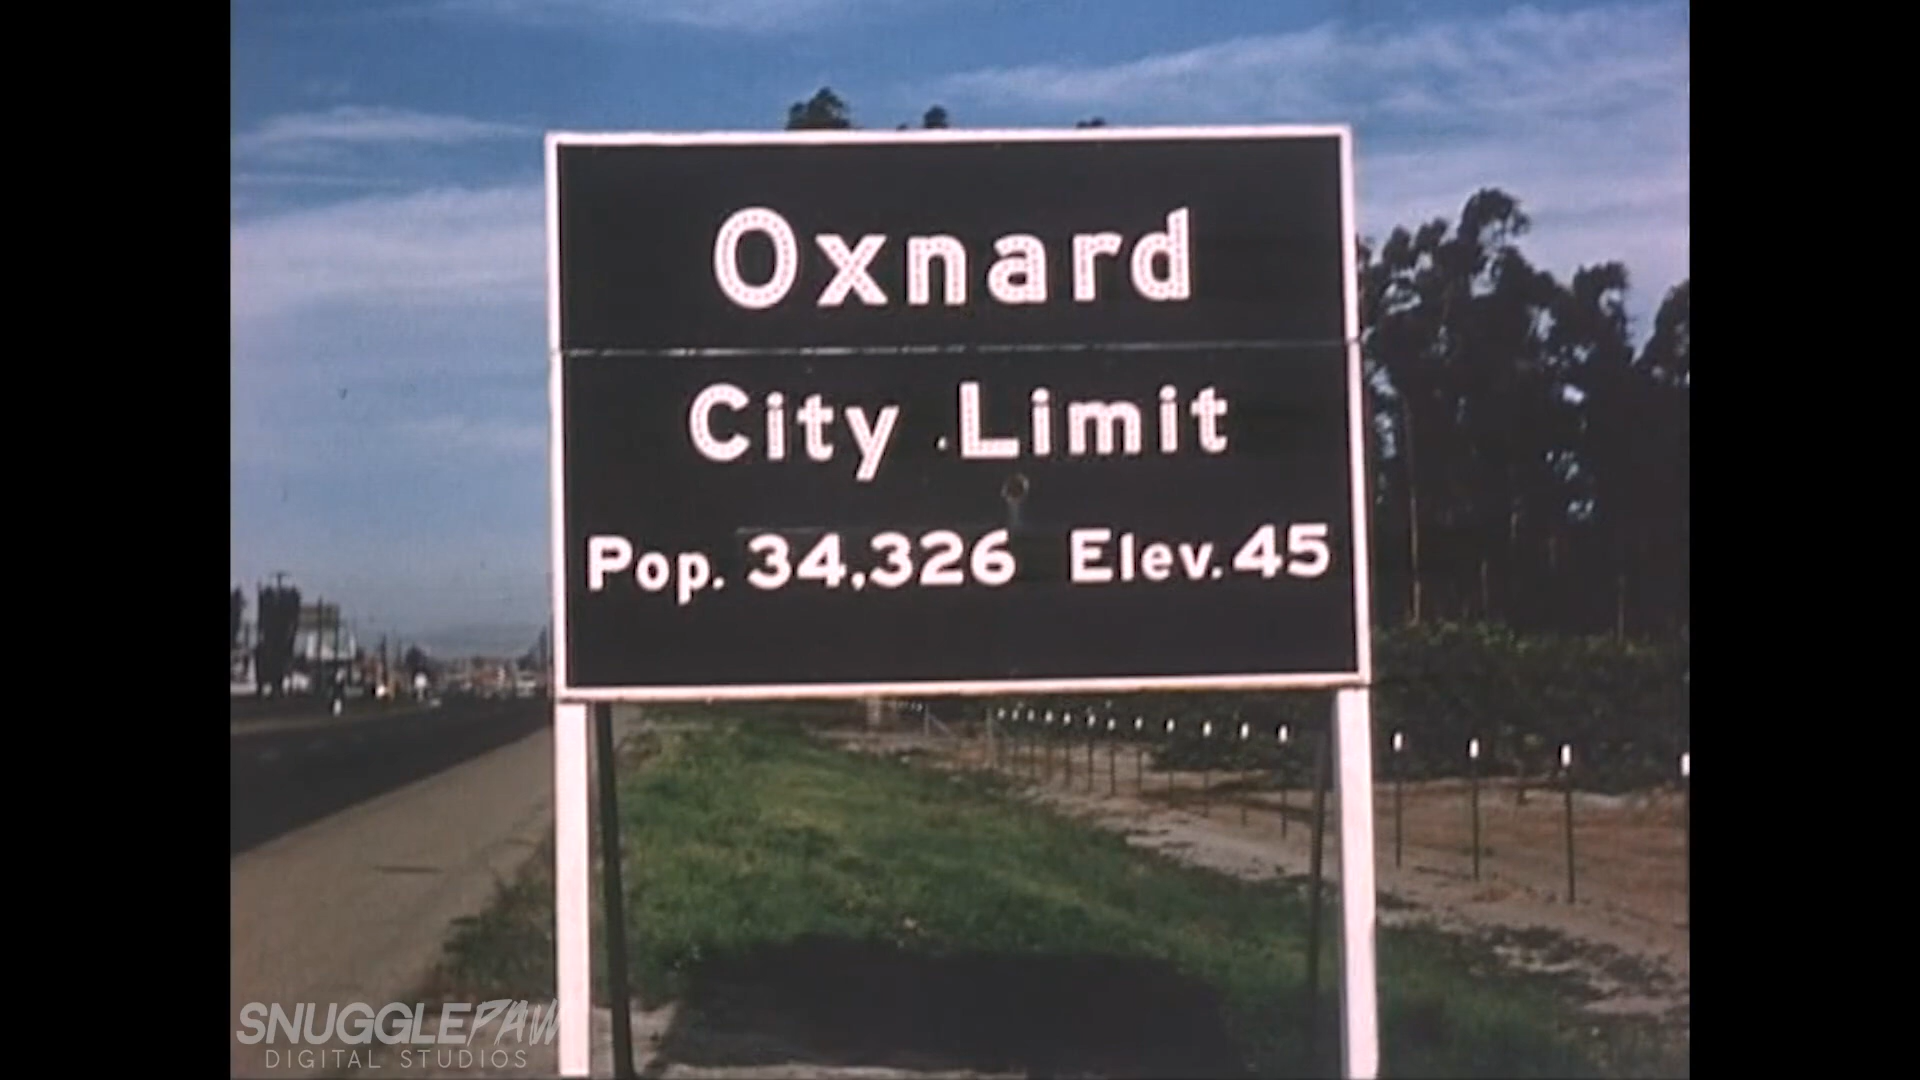 Oxnard
City Limit
Pop. 34,326 Elev. 45
SNUGGLEPAW
DIGITAL STUDIOS